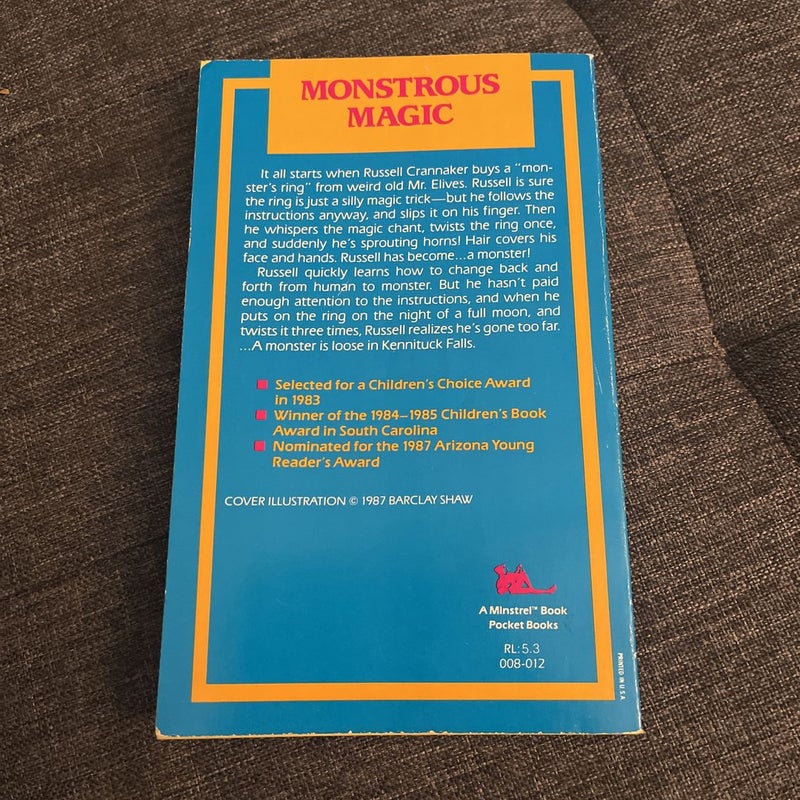 MONSTROUS
MAGIC
It all starts when Russell Crannaker buys a "mon-
ster's ring" from weird old Mr. Elives. Russell is sure
the ring is just a silly magic trick—but he follows the
instructions anyway, and slips it on his finger. Then
he whispers the magic chant, twists the ring once,
and suddenly he's sprouting horns! Hair covers his
face and hands. Russell has become...a monster!
Russell quickly learns how to change back and
forth from human to monster. But he hasn't paid
enough attention to the instructions, and when he
puts on the ring on the night of a full moon, and
twists it three times, Russell realizes he's gone too far.
...A monster is loose in Kennituck Falls.
Selected for a Children's Choice Award
in 1983
Winner of the 1984–1985 Children's Book
Award in South Carolina
Nominated for the 1987 Arizona Young
Reader's Award
COVER ILLUSTRATION © 1987 BARCLAY SHAW
A Minstrel™ Book
Pocket Books
RL: 5.3
008-012
PRINTED IN U.S.A.